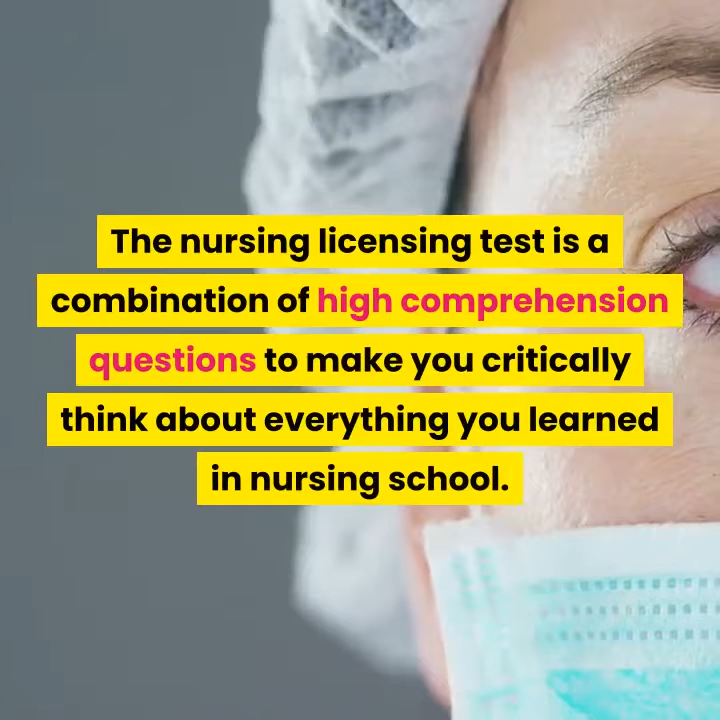 The nursing licensing test is a
combination of high comprehension
questions to make you critically
think about everything you learned
in nursing school.